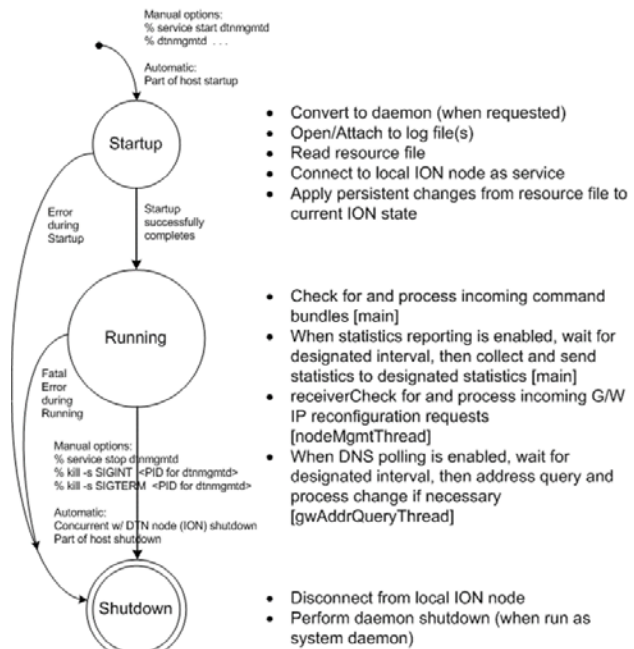 Manual options:
% service start dtnmgmtd
% dtnmgmtd . . .
Automatic:
Part of host startup
Startup
• Convert to daemon (when requested)
• Open/Attach to log file(s)
• Read resource file
• Connect to local ION node as service
• Apply persistent changes from resource file to
current ION state
Error
during
Startup
Startup
successfully
completes
Running
• Check for and process incoming command
bundles [main]
• When statistics reporting is enabled, wait for
designated interval, then collect and send
statistics to designated statistics [main]
• receiverCheck for and process incoming G/W
IP reconfiguration requests
[nodeMgmtThread]
• When DNS polling is enabled, wait for
designated interval, then address query and
process change if necessary
[gwAddrQueryThread]
Fatal
Error
during
Running
Manual options:
% service stop dtnmgmtd
% kill -s SIGINT <PID for dtnmgmtd>
% kill -s SIGTERM <PID for dtnmgmtd>
Automatic:
Concurrent w/ DTN node (ION) shutdown
Part of host shutdown
Shutdown
• Disconnect from local ION node
• Perform daemon shutdown (when run as
system daemon)